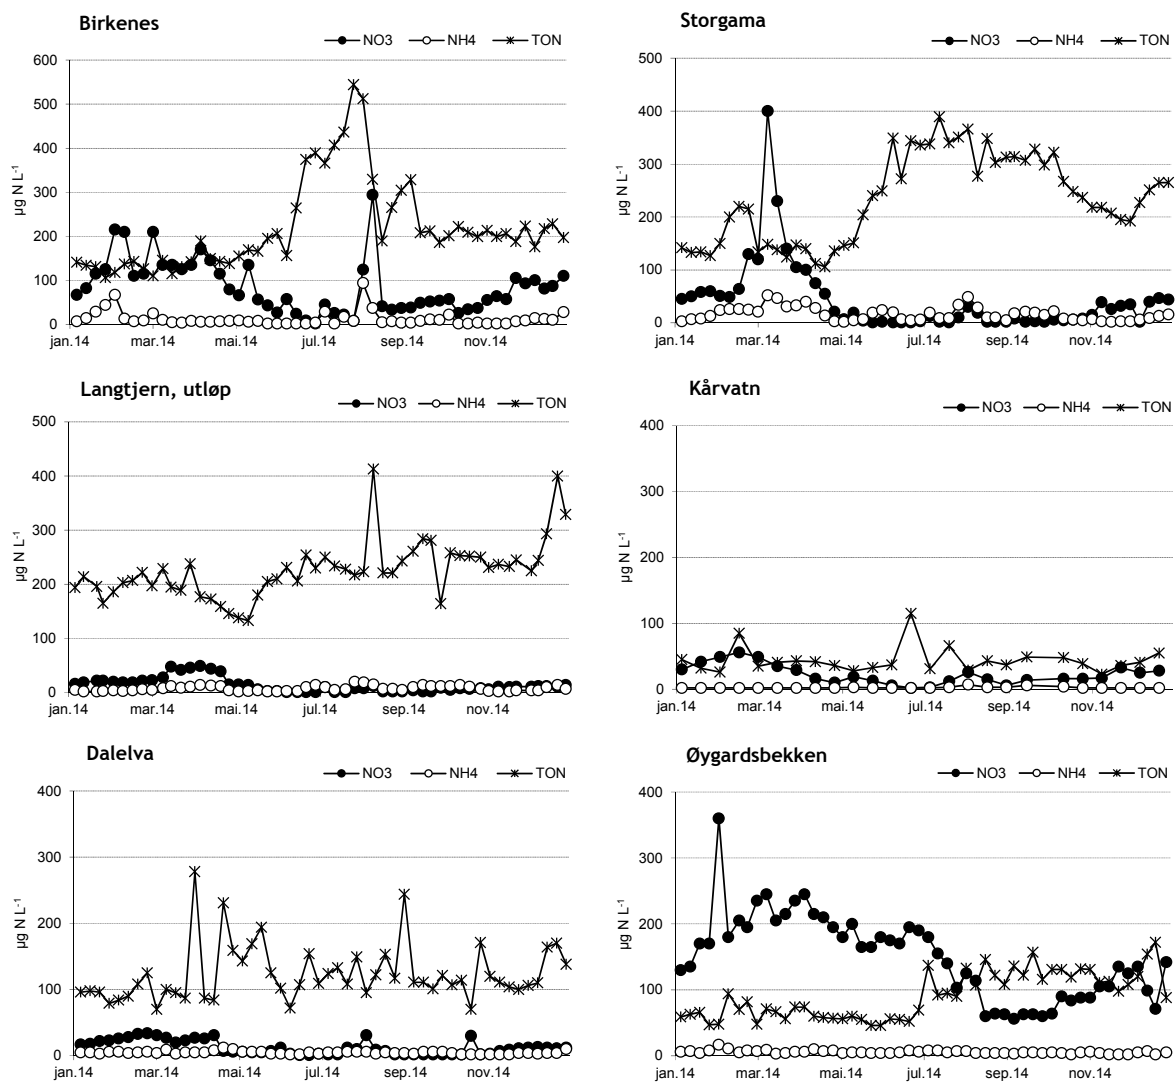 Birkenes
NO3 NH4 TON
µg N L-1
600
500
400
300
200
100
0
jan.14 mar.14 mai.14 jul.14 sep.14 nov.14
Storgama
NO3 NH4 TON
µg N L-1
500
400
300
200
100
0
jan.14 mar.14 mai.14 jul.14 sep.14 nov.14
Langtjern, utløp
NO3 NH4 TON
µg N L-1
500
400
300
200
100
0
jan.14 mar.14 mai.14 jul.14 sep.14 nov.14
Kårvatn
NO3 NH4 TON
µg N L-1
400
300
200
100
0
jan.14 mar.14 mai.14 jul.14 sep.14 nov.14
Dalelva
NO3 NH4 TON
µg N L-1
400
300
200
100
0
jan.14 mar.14 mai.14 jul.14 sep.14 nov.14
Øygardsbekken
NO3 NH4 TON
µg N L-1
400
300
200
100
0
jan.14 mar.14 mai.14 jul.14 sep.14 nov.14